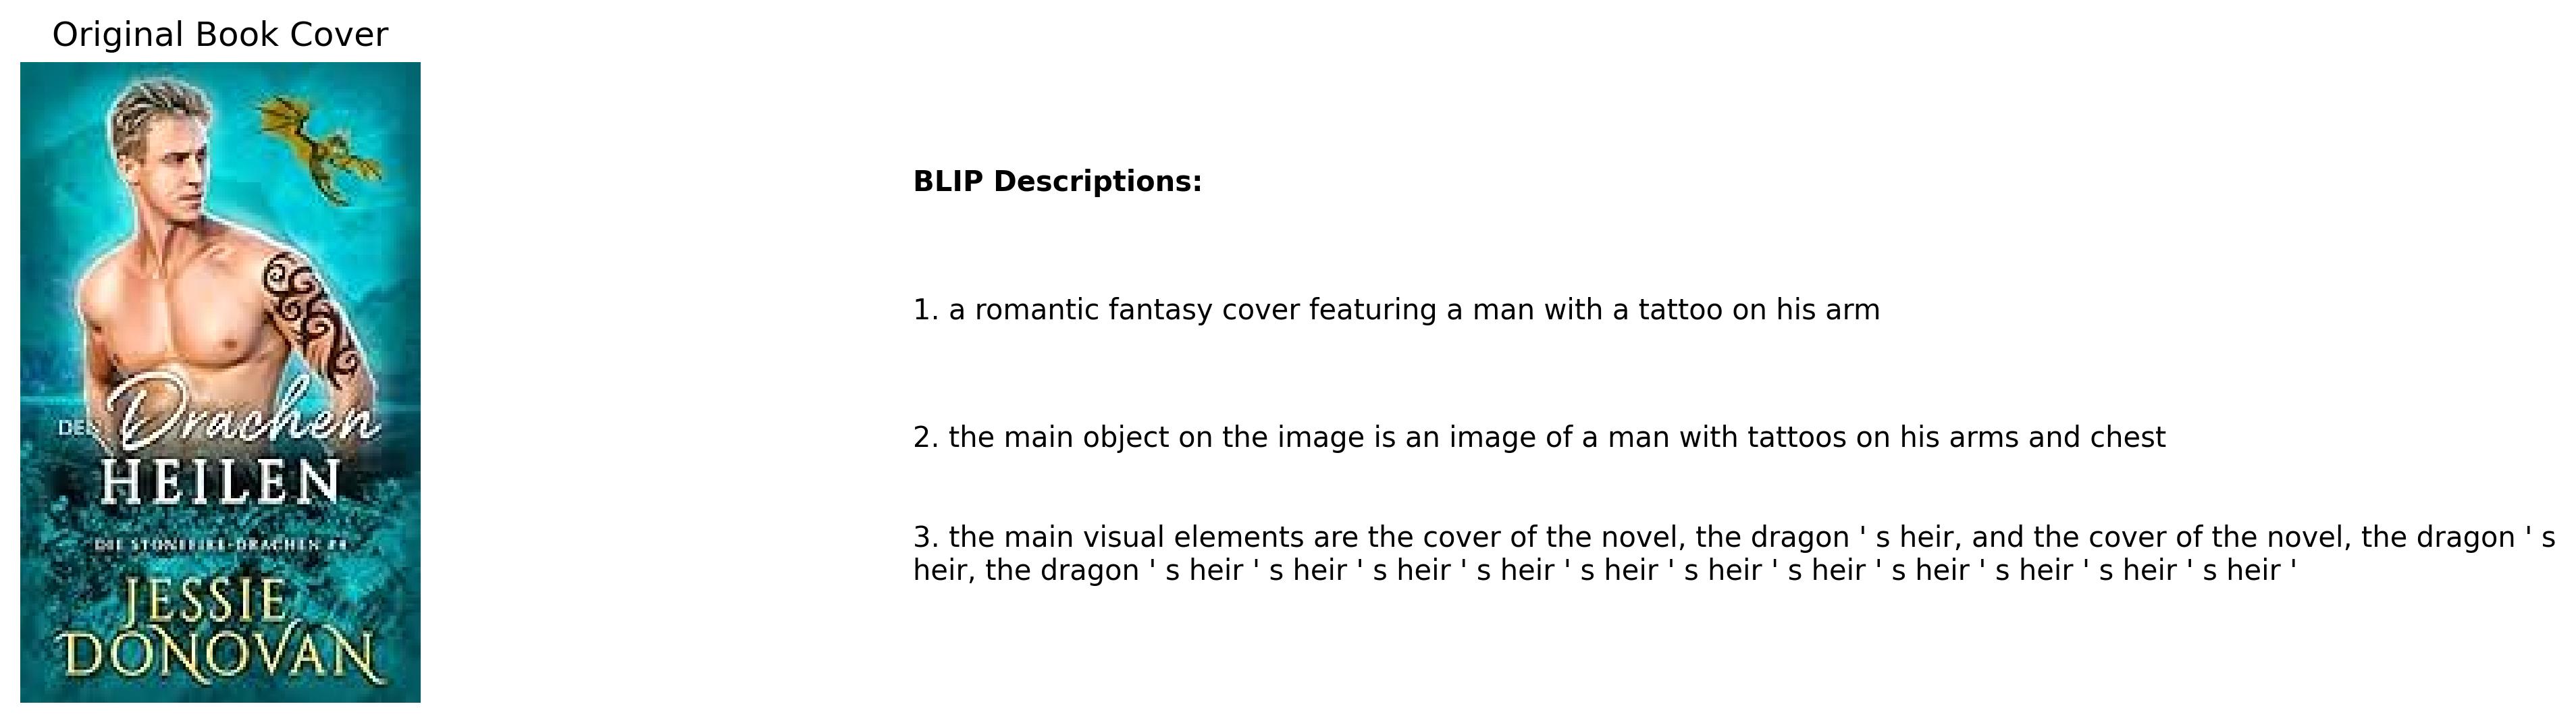 Original Book Cover
Drachen
HEILEN
DIE STONEFIRE-DRACHEN
JESSIE
DONOVAN
BLIP Descriptions:
1. a romantic fantasy cover featuring a man with a tattoo on his arm
2. the main object on the image is an image of a man with tattoos on his arms and chest
3. the main visual elements are the cover of the novel, the dragon ' s heir, and the cover of the novel, the dragon ' s
heir, the dragon ' s heir ' s heir ' s heir ' s heir ' s heir ' s heir ' s heir ' s heir ' s heir ' s heir ' s heir '